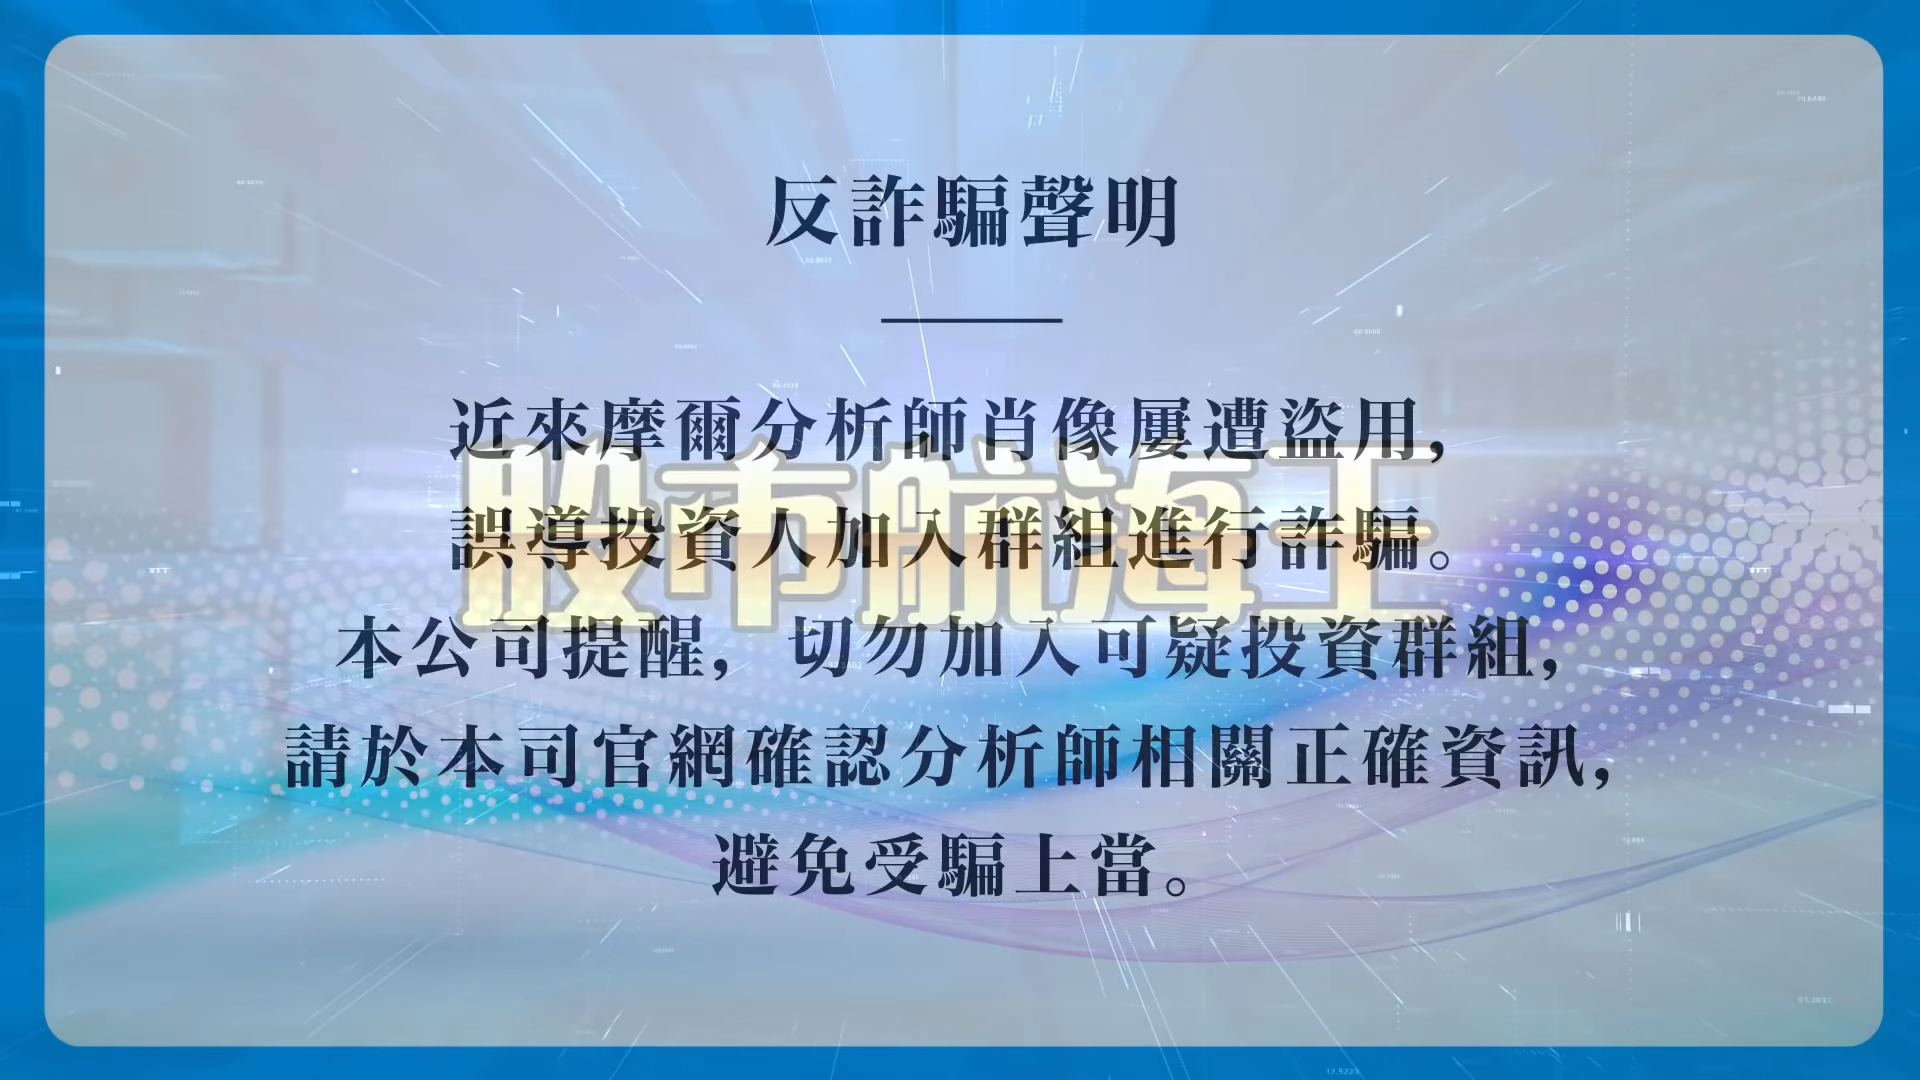 反詐騙聲明
近來摩爾分析師肖像屢遭盜用，
股市航海王
誤導投資人加入群組進行詐騙。
本公司提醒，切勿加入可疑投資群組，
請於本司官網確認分析師相關正確資訊，
避免受騙上當。